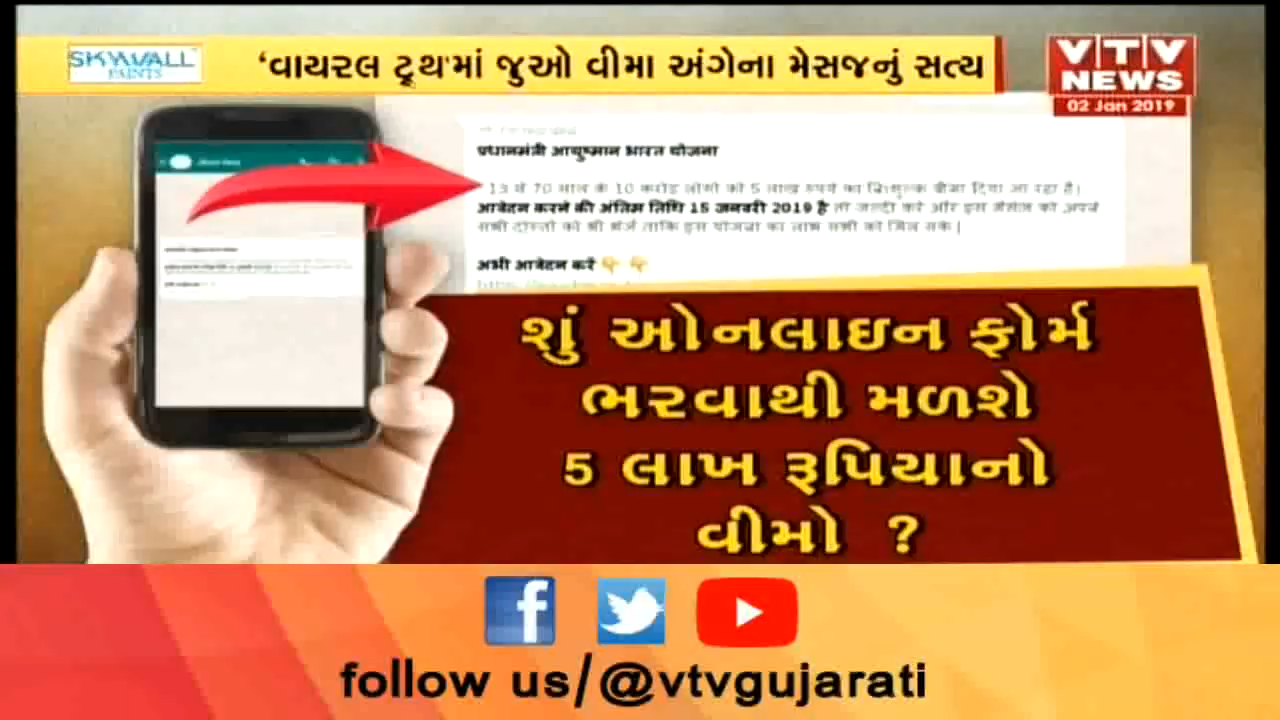 SKYWALL
PAINTS
'વાયરલ ટ્રૂથ'માં જુઓ વીમા અંગેના મેસજનું સત્ય
VTV
NEWS
02 Jan 2019
प्रधानमंत्री आयुष्मान भारत योजना
13 से 70 साल के 10 करोड़ लोगों को 5 लाख रुपये का निःशुल्क बीमा दिया जा रहा है|
आवेदन करने की अंतिम तिथि 15 जनवरी 2019 है तो जल्दी करें और इस मैसेज को अपने
सभी दोस्तों को भी भेजें ताकि इस योजना का लाभ सभी को मिल सके |
अभी आवेदन करें 👇 👇
શું ઓનલાઇન ફોર્મ
ભરવાથી મળશે
5 લાખ રૂપિયાનો
વીમો ?
follow us/@vtvgujarati